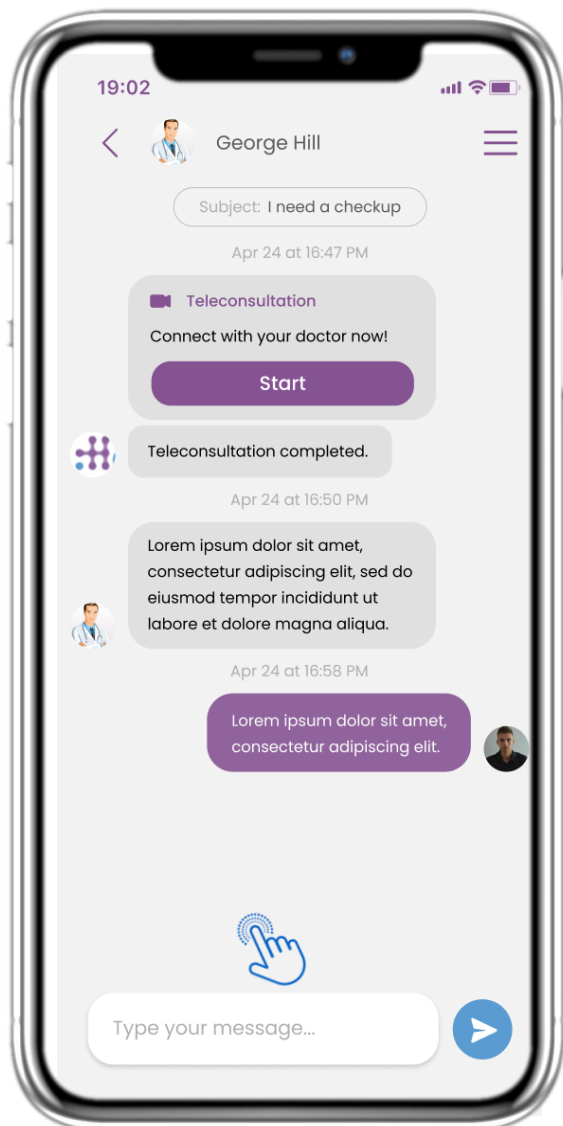 19:02
George Hill
Subject: I need a checkup
Apr 24 at 16:47 PM
Teleconsultation
Connect with your doctor now!
Start
Teleconsultation completed.
Apr 24 at 16:50 PM
Lorem ipsum dolor sit amet,
consectetur adipiscing elit, sed do
eiusmod tempor incididunt ut
labore et dolore magna aliqua.
Apr 24 at 16:58 PM
Lorem ipsum dolor sit amet,
consectetur adipiscing elit.
Type your message...